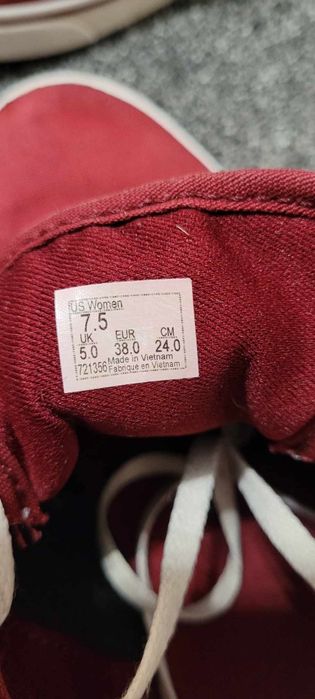 US Women
7.5
UK EUR CM
5.0 38.0 24.0
721356 Made in Vietnam
Fabriqué en Vietnam